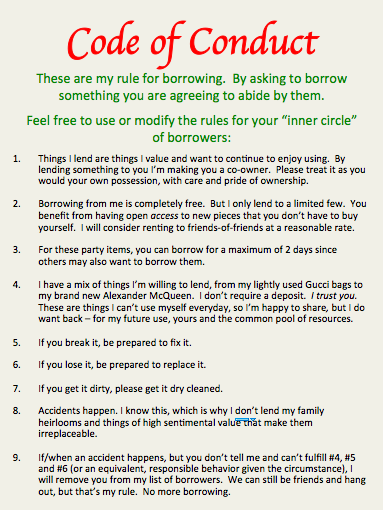 Code of Conduct
These are my rule for borrowing.  By asking to borrow
something you are agreeing to abide by them.
Feel free to use or modify the rules for your “inner circle”
of borrowers:
1. Things I lend are things I value and want to continue to enjoy using.  By
lending something to you I’m making you a co-owner.  Please treat it as you
would your own possession, with care and pride of ownership.
2. Borrowing from me is completely free.  But I only lend to a limited few.  You
benefit from having open access to new pieces that you don’t have to buy
yourself.  I will consider renting to friends-of-friends at a reasonable rate.
3. For these party items, you can borrow for a maximum of 2 days since
others may also want to borrow them.
4. I have a mix of things I’m willing to lend, from my lightly used Gucci bags to
my brand new Alexander McQueen.  I don’t require a deposit.  I trust you.
These are things I can’t use myself everyday, so I’m happy to share, but I do
want back – for my future use, yours and the common pool of resources.
5. If you break it, be prepared to fix it.
6. If you lose it, be prepared to replace it.
7. If you get it dirty, please get it dry cleaned.
8. Accidents happen. I know this, which is why I don’t lend my family
heirlooms and things of high sentimental value that make them
irreplaceable.
9. If/when an accident happens, but you don’t tell me and can’t fulfill #4, #5
and #6 (or an equivalent, responsible behavior given the circumstance), I
will remove you from my list of borrowers.  We can still be friends and hang
out, but that’s my rule.  No more borrowing.